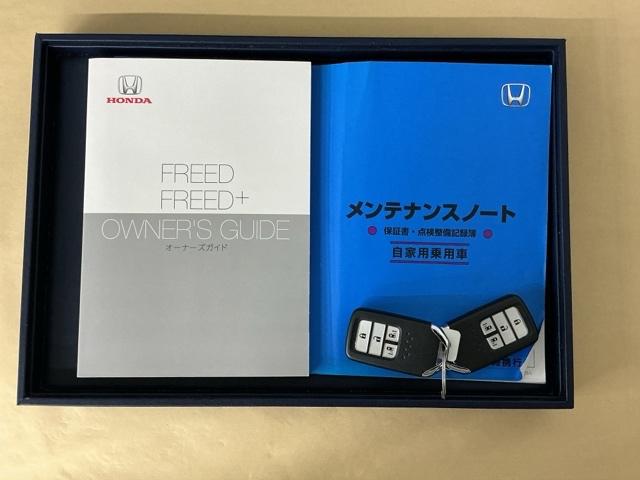 HONDA
FREED
FREED+
OWNER'S GUIDE
オーナーズガイド
メンテナンスノート
保証書・点検整備記録簿
自家用乗用車
携行